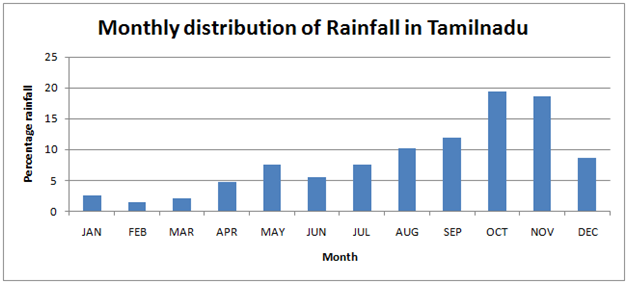 Monthly distribution of Rainfall in Tamilnadu
Percentage rainfall
25
20
15
10
5
0
JAN FEB MAR APR MAY JUN JUL AUG SEP OCT NOV DEC
Month